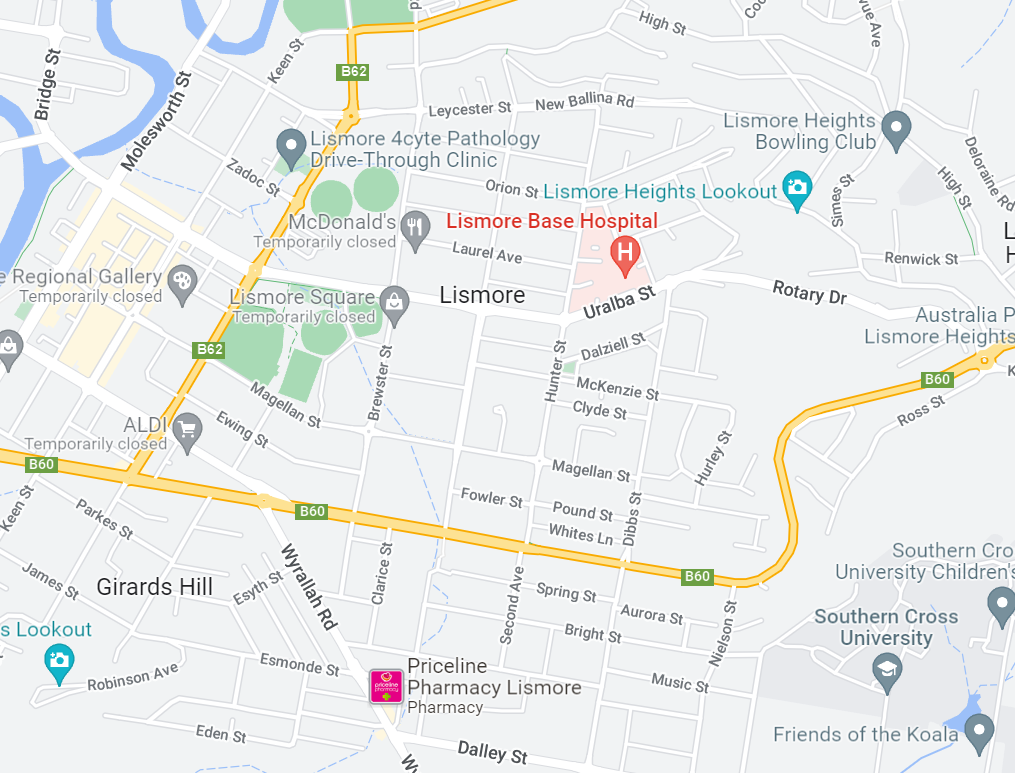 High St
Keen St
B62
Bridge St
Molesworth St
Leycester St
New Ballina Rd
Lismore 4cyte Pathology
Drive-Through Clinic
Lismore Heights
Bowling Club
Zadoc St
Orion St
Lismore Heights Lookout
Simes St
High St
Deloraine Rd
McDonald's
Temporarily closed
Lismore Base Hospital
H
Laurel Ave
Renwick St
e Regional Gallery
Temporarily closed
Lismore Square
Temporarily closed
Lismore
Uralba St
Rotary Dr
Australia P
Lismore Heights
B62
Hunter St
Dalziell St
Brewster St
McKenzie St
B60
Magellan St
Clyde St
Ross St
ALDI
Temporarily closed
Ewing St
Hurley St
B60
Magellan St
Keen St
Parkes St
B60
Fowler St
Pound St
Whites Ln
Dibbs St
James St
Girards Hill
Esyth St
Wyrallah Rd
Clarice St
Second Ave
Spring St
B60
Aurora St
Bright St
Nielson St
Southern Cro
University Children's
Southern Cross
University
s Lookout
Robinson Ave
Esmonde St
priceline
pharmacy
Priceline
Pharmacy Lismore
Pharmacy
Music St
Eden St
Dalley St
Friends of the Koala